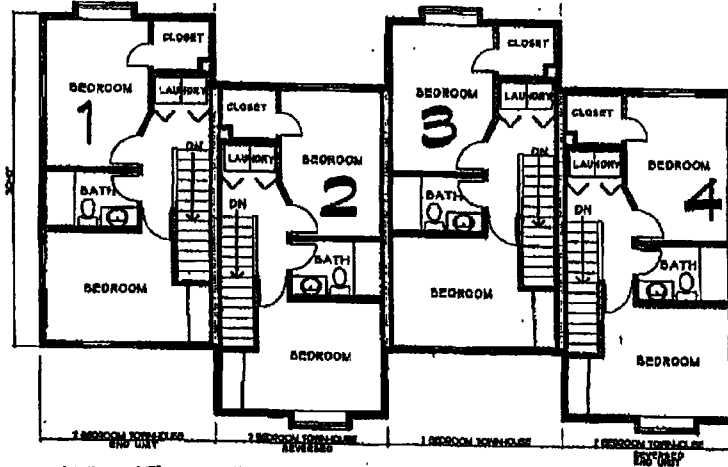 CLOSET
BEDROOM
LAUNDRY
1
DN
BATH
BEDROOM
CLOSET
LAUNDRY
BEDROOM
2
DN
BATH
BEDROOM
CLOSET
BEDROOM
LAUNDRY
3
DN
BATH
BEDROOM
CLOSET
LAUNDRY
BEDROOM
4
DN
BATH
BEDROOM
2 BEDROOM TOWNHOUSE
END UNIT
2 BEDROOM TOWNHOUSE
REVERSED
2 BEDROOM TOWNHOUSE
2 BEDROOM TOWNHOUSE
REVERSED
END UNIT